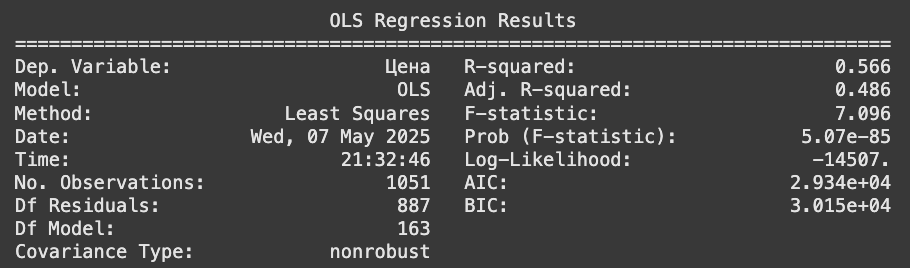 OLS Regression Results
==============================================================================
Dep. Variable: Цена R-squared: 0.566
Model: OLS Adj. R-squared: 0.486
Method: Least Squares F-statistic: 7.096
Date: Wed, 07 May 2025 Prob (F-statistic): 5.07e-85
Time: 21:32:46 Log-Likelihood: -14507.
No. Observations: 1051 AIC: 2.934e+04
Df Residuals: 887 BIC: 3.015e+04
Df Model: 163
Covariance Type: nonrobust